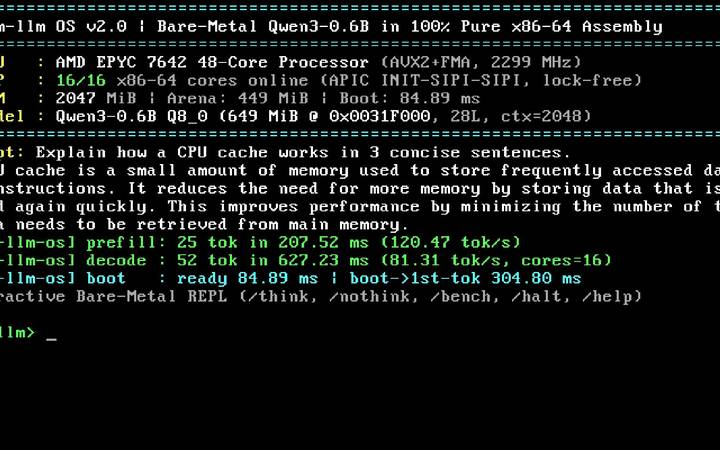 m-llm OS v2.0 | Bare-Metal Qwen3-0.6B in 100% Pure x86-64 Assembly
: AMD EPYC 7642 48-Core Processor (AVX2+FMA, 2299 MHz)
: 16/16 x86-64 cores online (APIC INIT-SIPI-SIPI, lock-free)
: 2047 MiB | Arena: 449 MiB | Boot: 84.89 ms
del : Qwen3-0.6B Q8_0 (649 MiB @ 0x0031F000, 28L, ctx=2048)
pt: Explain how a CPU cache works in 3 concise sentences.
U cache is a small amount of memory used to store frequently accessed da
nstructions. It reduces the need for more memory by storing data that is
d again quickly. This improves performance by minimizing the number of t
a needs to be retrieved from main memory.
-llm-os] prefill: 25 tok in 207.52 ms (120.47 tok/s)
-llm-os] decode : 52 tok in 627.23 ms (81.31 tok/s, cores=16)
-llm-os] boot : ready 84.89 ms | boot->1st-tok 304.80 ms
ractive Bare-Metal REPL (/think, /nothink, /bench, /halt, /help)
llm> _